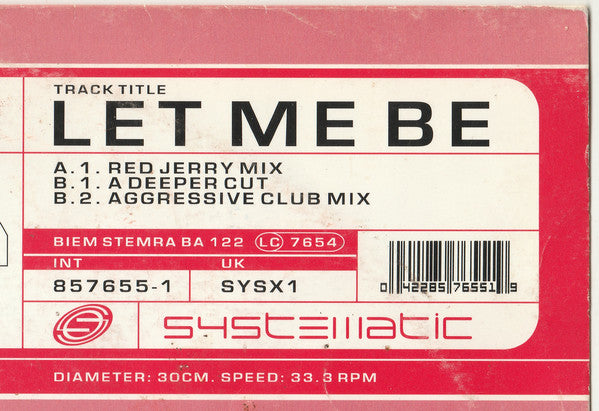 TRACK TITLE
LET ME BE
A.1. RED JERRY MIX
B.1. A DEEPER CUT
B.2. AGGRESSIVE CLUB MIX
BIEM STEMRA BA 122 LC 7654
INT UK
857655-1 SYSX1
0 42285 76551 9
systematic
DIAMETER: 30CM. SPEED: 33.3 RPM